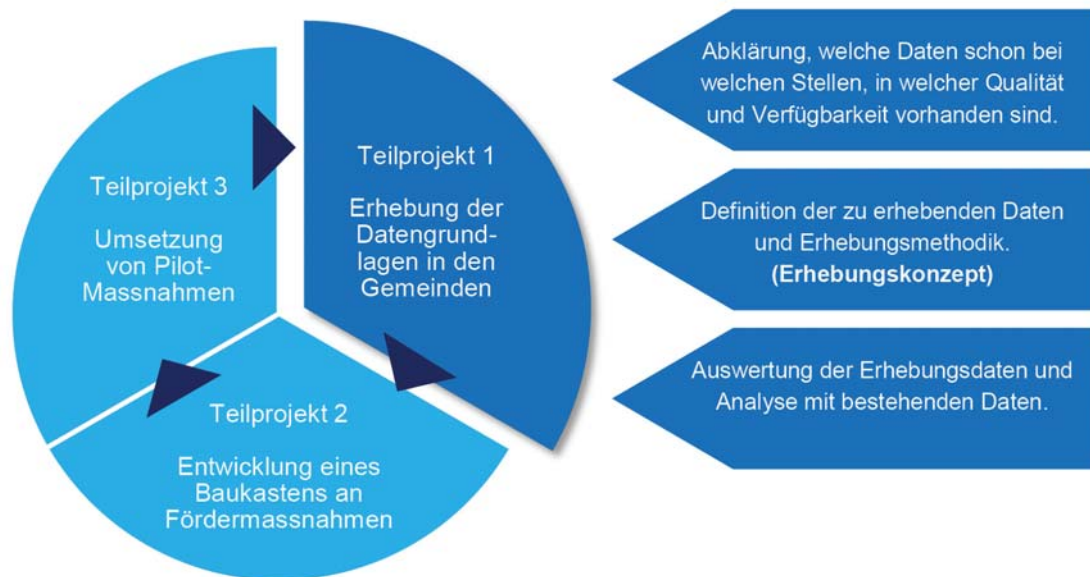 Teilprojekt 1
Erhebung der
Datengrund-
lagen in den
Gemeinden
Teilprojekt 2
Entwicklung eines
Baukastens an
Fördermassnahmen
Teilprojekt 3
Umsetzung
von Pilot-
Massnahmen
Abklärung, welche Daten schon bei
welchen Stellen, in welcher Qualität
und Verfügbarkeit vorhanden sind.
Definition der zu erhebenden Daten
und Erhebungsmethodik.
(Erhebungskonzept)
Auswertung der Erhebungsdaten und
Analyse mit bestehenden Daten.